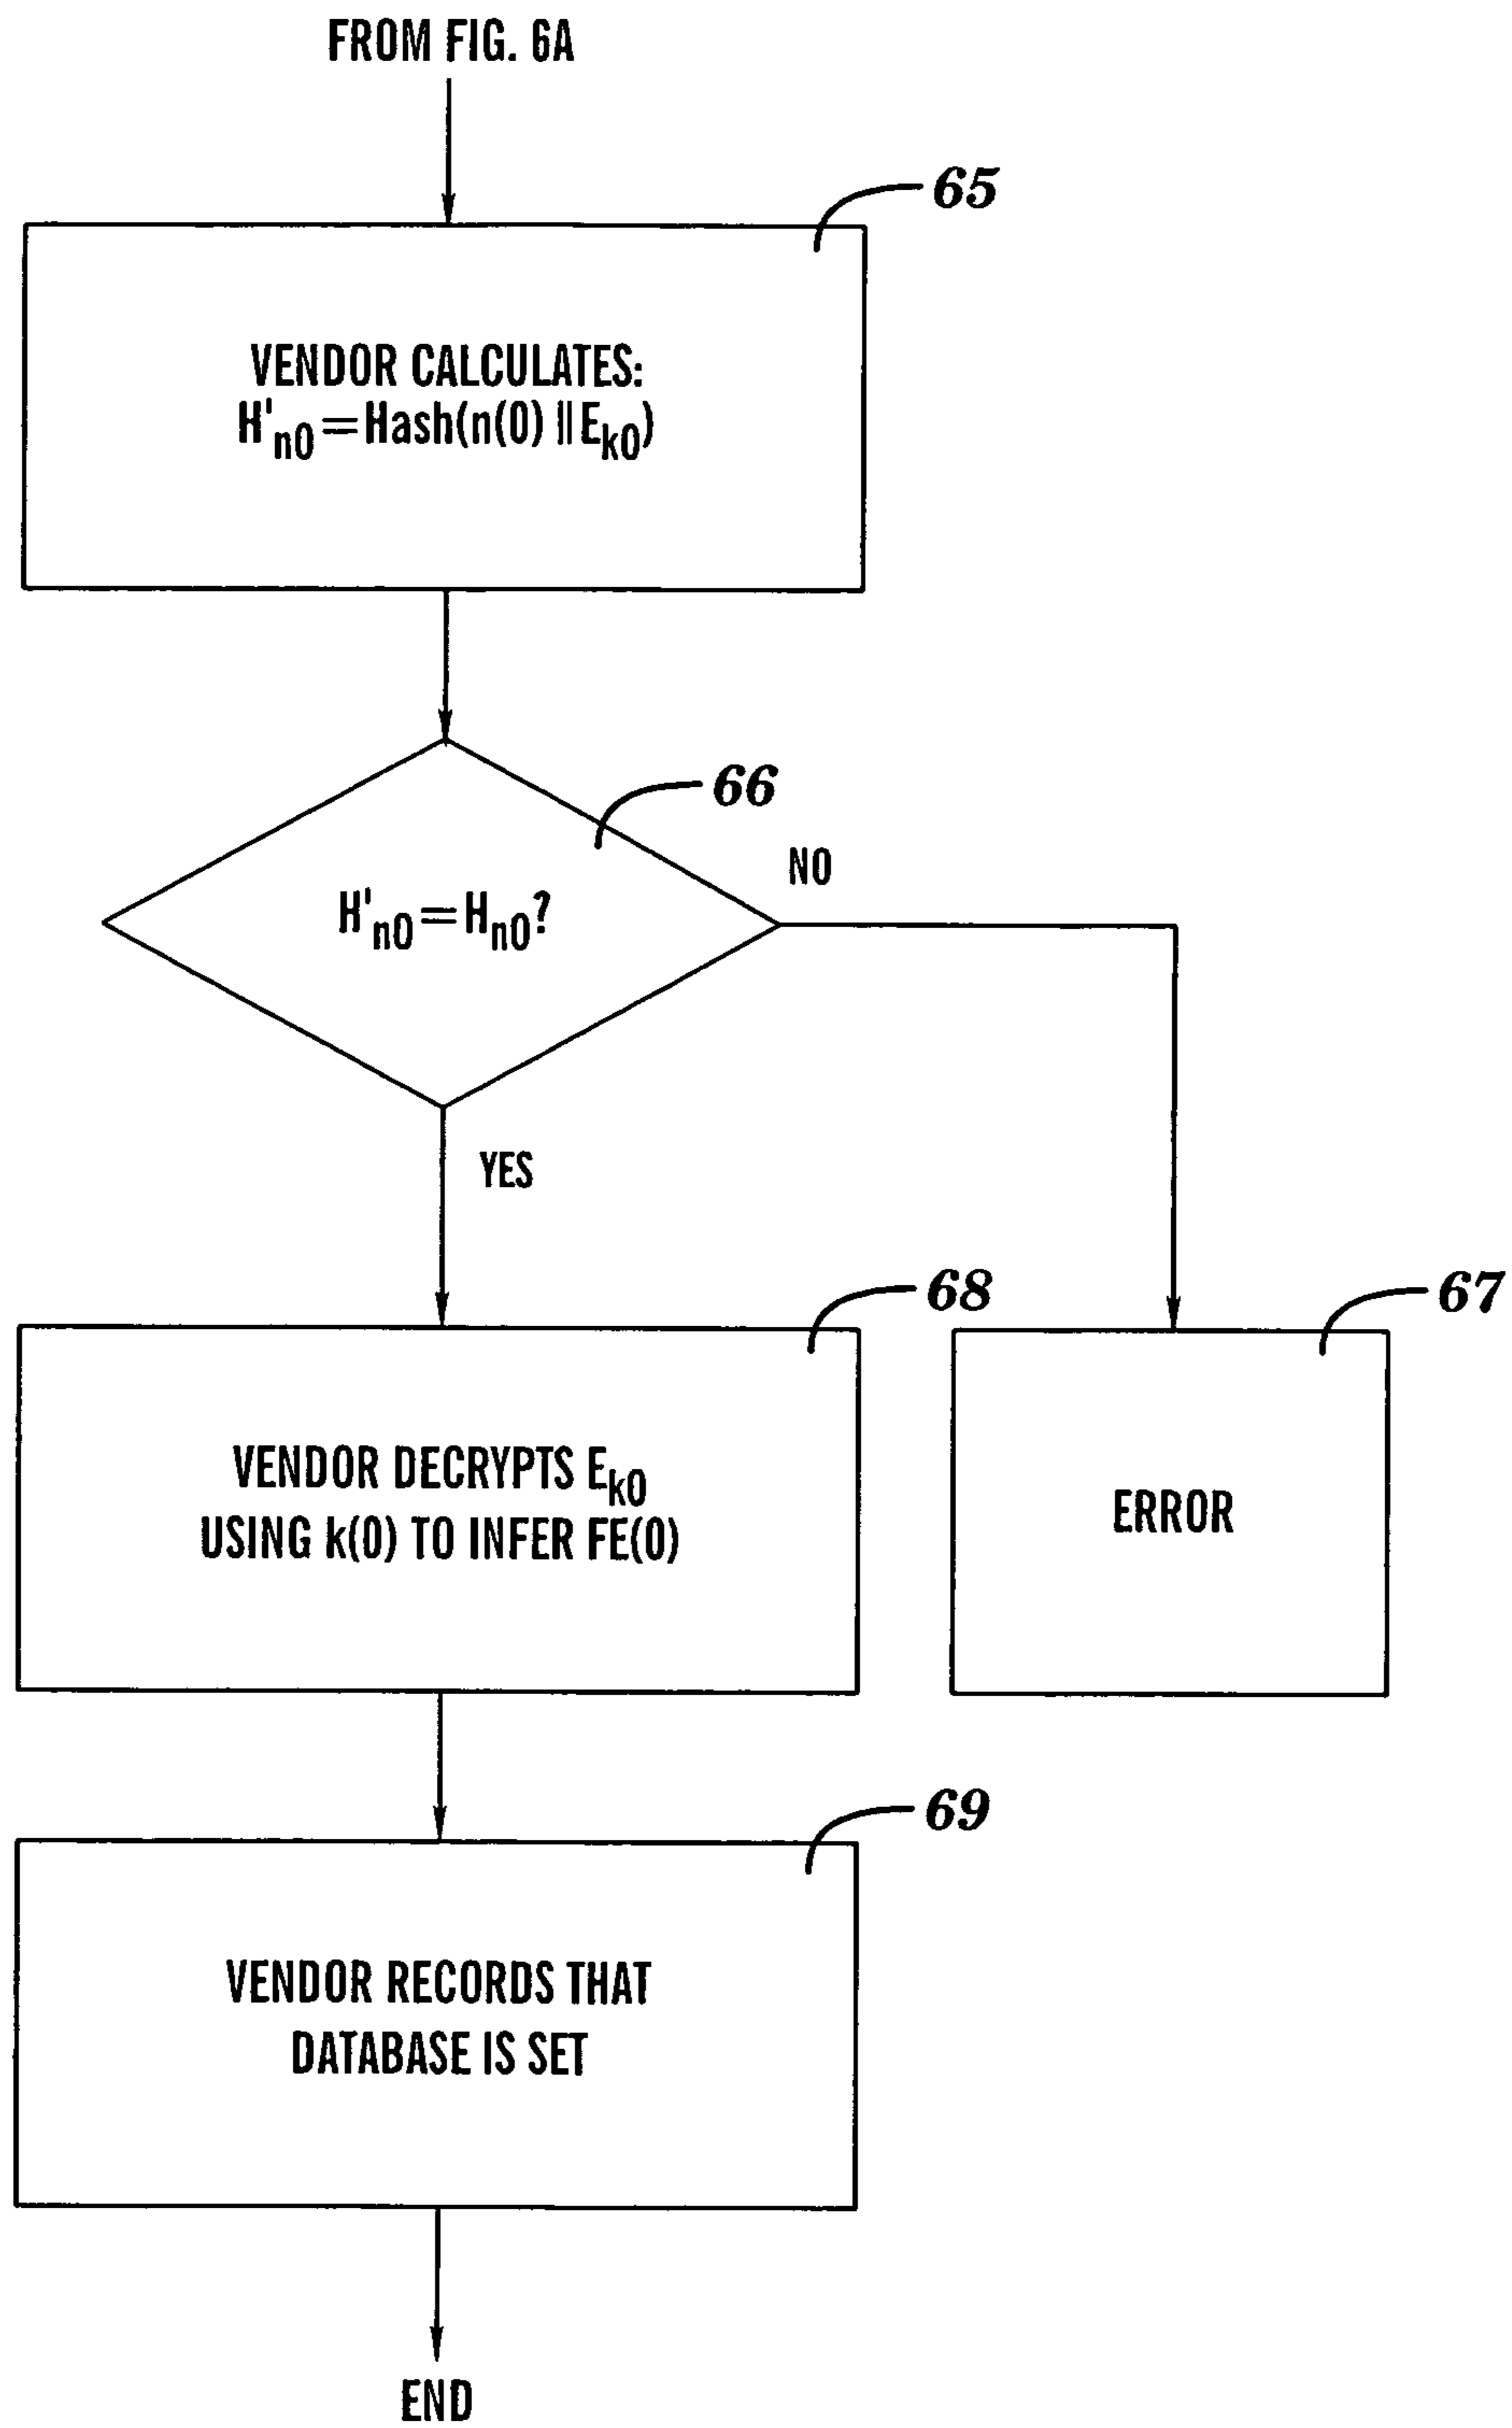 FROM FIG. 6A
65
VENDOR CALCULATES:
H'n0=Hash(n(0)||Ek0)
66
NO
H'n0=Hn0?
YES
68
67
VENDOR DECRYPTS Ek0
USING k(0) TO INFER FE(0)
ERROR
69
VENDOR RECORDS THAT
DATABASE IS SET
END